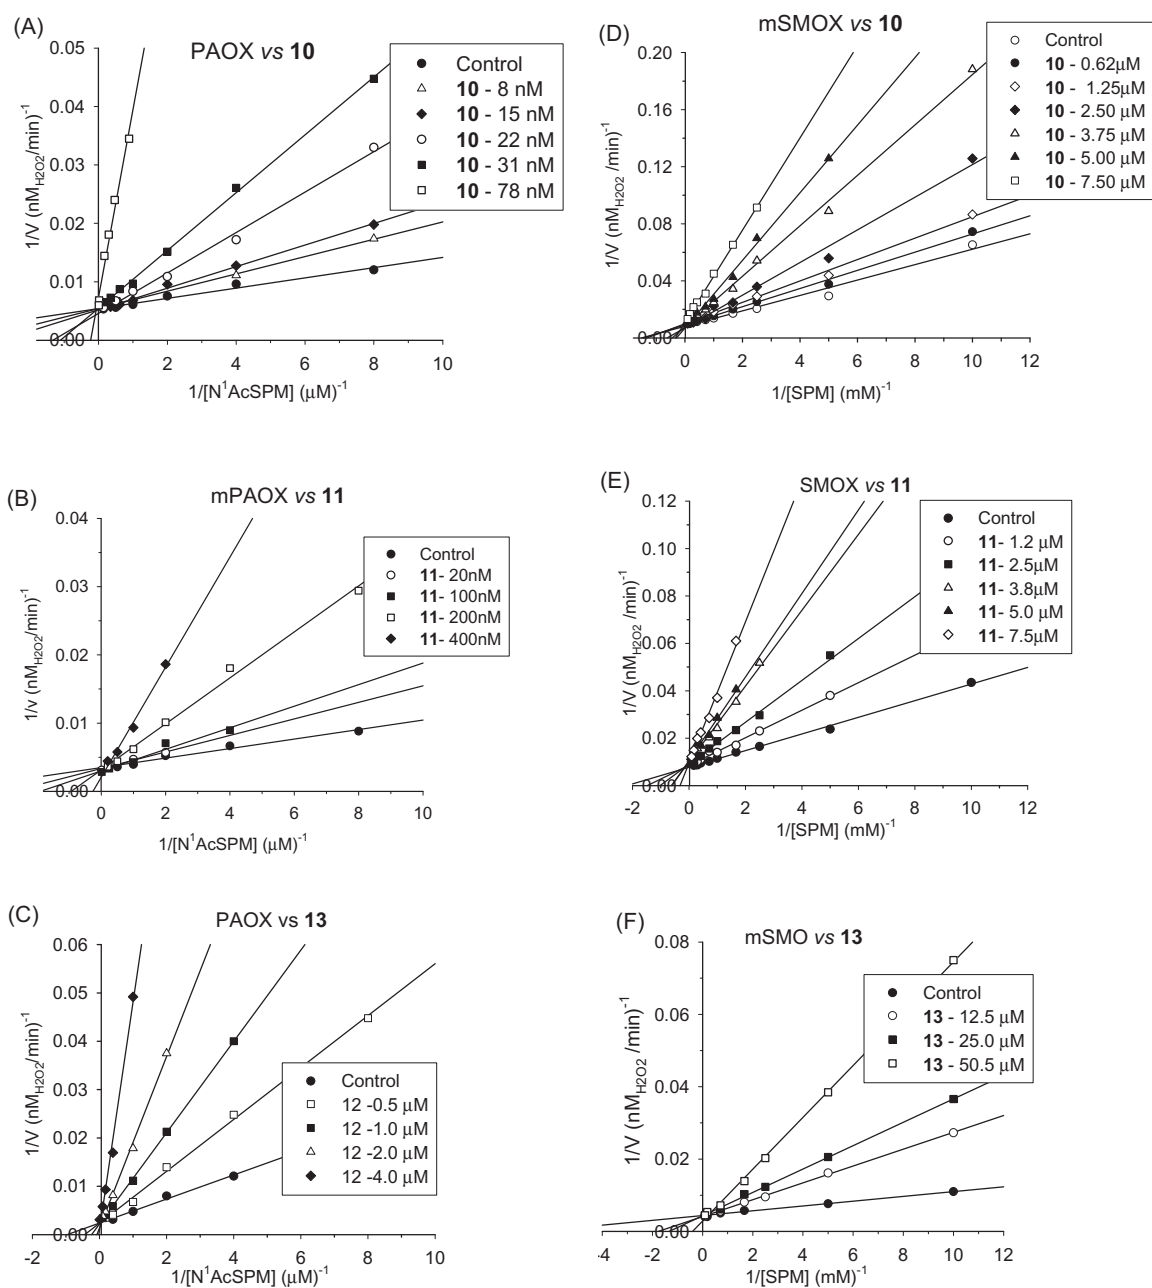 (A)
PAOX vs 10
0.05
0.04
0.03
0.02
0.01
0.00
1/V (nM_H2O2/min)^-1
Control
10 - 8 nM
10 - 15 nM
10 - 22 nM
10 - 31 nM
10 - 78 nM
0 2 4 6 8 10
1/[N^1AcSPM] (μM)^-1
(D)
mSMOX vs 10
0.20
0.16
0.12
0.08
0.04
0.00
1/V (nM_H2O2 /min)^-1
Control
10 - 0.62μM
10 - 1.25μM
10 - 2.50 μM
10 - 3.75 μM
10 - 5.00 μM
10 - 7.50 μM
0 2 4 6 8 10 12
1/[SPM] (mM)^-1
(B)
mPAOX vs 11
0.04
0.03
0.02
0.01
0.00
1/v (nM_H2O2/min)^-1
Control
11- 20nM
11- 100nM
11- 200nM
11- 400nM
0 2 4 6 8 10
1/[N^1AcSPM] (μM)^-1
(E)
SMOX vs 11
0.12
0.10
0.08
0.06
0.04
0.02
0.00
1/V (nM_H2O2 /min)^-1
Control
11- 1.2 μM
11- 2.5μM
11- 3.8μM
11- 5.0 μM
11- 7.5μM
-2 0 2 4 6 8 10 12
1/[SPM] (mM)^-1
(C)
PAOX vs 13
0.06
0.05
0.04
0.03
0.02
0.01
0.00
1/V (nM_H2O2/min)^-1
Control
12 -0.5 μM
12 -1.0 μM
12 -2.0 μM
12 -4.0 μM
-2 0 2 4 6 8 10
1/[N^1AcSPM] (μM)^-1
(F)
mSMO vs 13
0.08
0.06
0.04
0.02
0.00
1/V (nM_H2O2 /min)^-1
Control
13 - 12.5 μM
13 - 25.0 μM
13 - 50.5 μM
-4 -2 0 2 4 6 8 10 12
1/[SPM] (mM)^-1